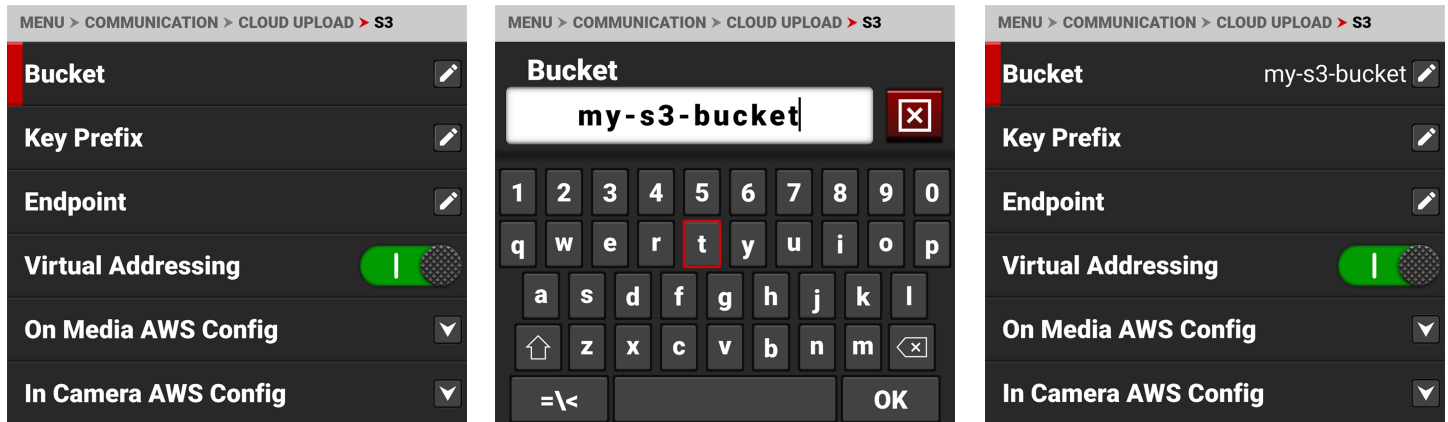 MENU > COMMUNICATION > CLOUD UPLOAD > S3
Bucket
Key Prefix
Endpoint
Virtual Addressing
On Media AWS Config
In Camera AWS Config
MENU > COMMUNICATION > CLOUD UPLOAD > S3
Bucket
my-s3-bucket
1 2 3 4 5 6 7 8 9 0
q w e r t y u i o p
a s d f g h j k l
z x c v b n m
=\< OK
MENU > COMMUNICATION > CLOUD UPLOAD > S3
Bucket my-s3-bucket
Key Prefix
Endpoint
Virtual Addressing
On Media AWS Config
In Camera AWS Config